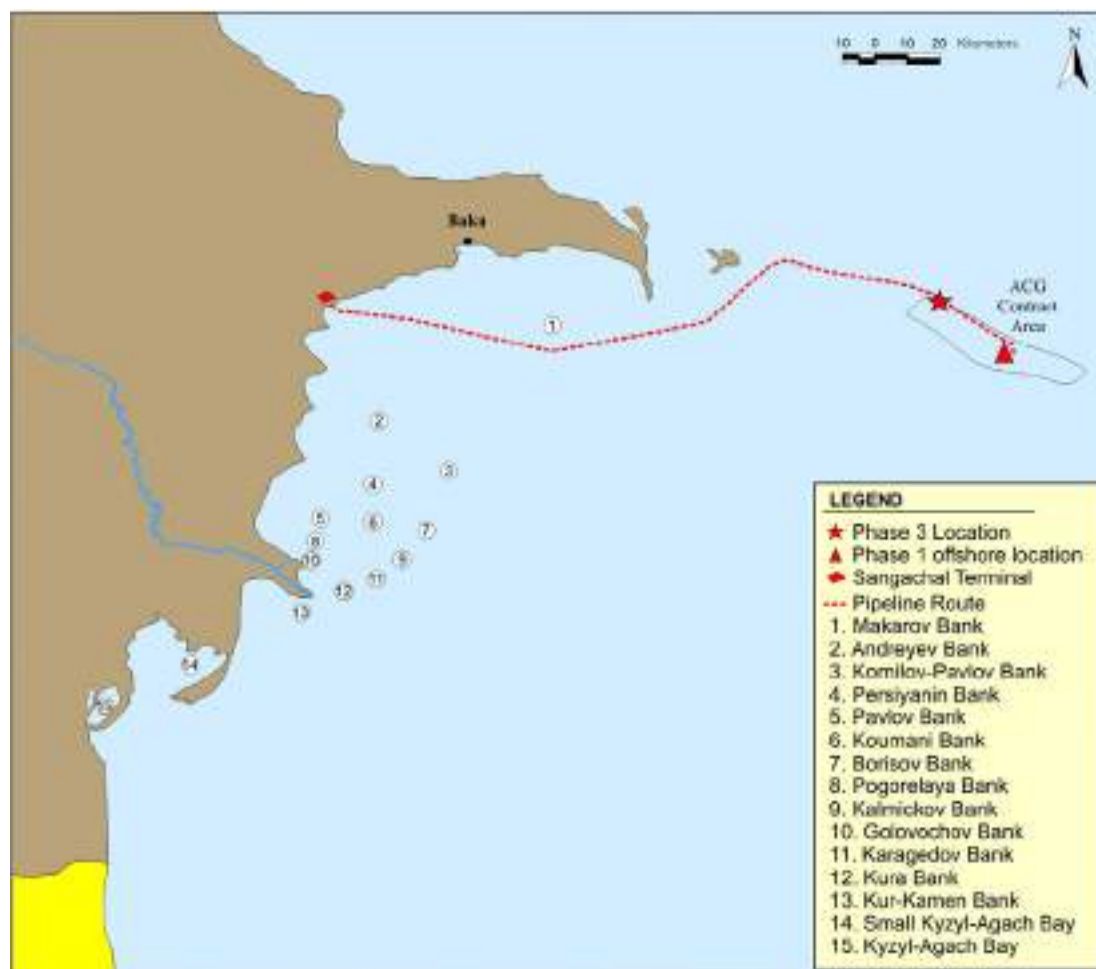 10 0 10 20 Kilometers
N
Baku
ACG
Contract
Area
1
2
3
4
5
6
7
8
9
10
11
12
13
14
15
LEGEND
Phase 3 Location
Phase 1 offshore location
Sangachal Terminal
Pipeline Route
1. Makarov Bank
2. Andreyev Bank
3. Kornilov-Pavlov Bank
4. Persiyanin Bank
5. Pavlov Bank
6. Koumani Bank
7. Borisov Bank
8. Pogorelaya Bank
9. Kalmickov Bank
10. Golovochov Bank
11. Karagedov Bank
12. Kura Bank
13. Kur-Kamen Bank
14. Small Kyzyl-Agach Bay
15. Kyzyl-Agach Bay